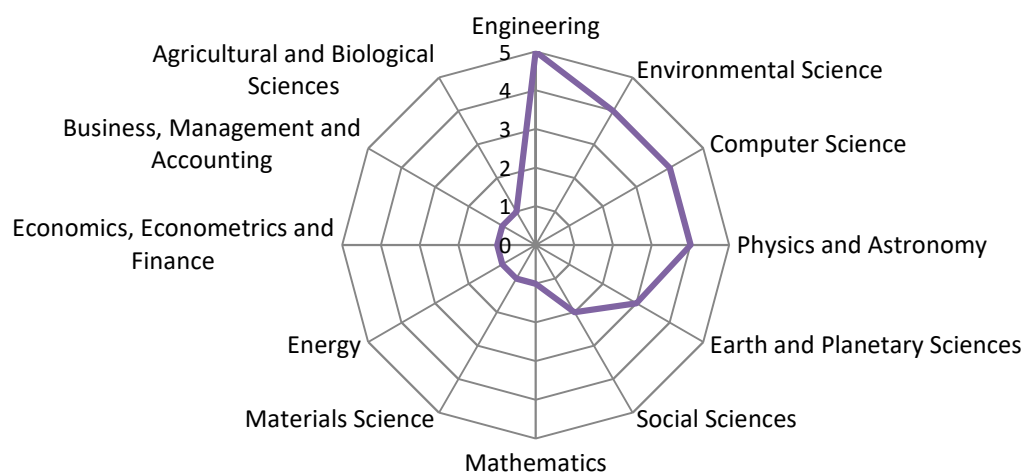 Engineering
Environmental Science
Computer Science
Physics and Astronomy
Earth and Planetary Sciences
Social Sciences
Mathematics
Materials Science
Energy
Economics, Econometrics and
Finance
Business, Management and
Accounting
Agricultural and Biological
Sciences
5
4
3
2
1
0